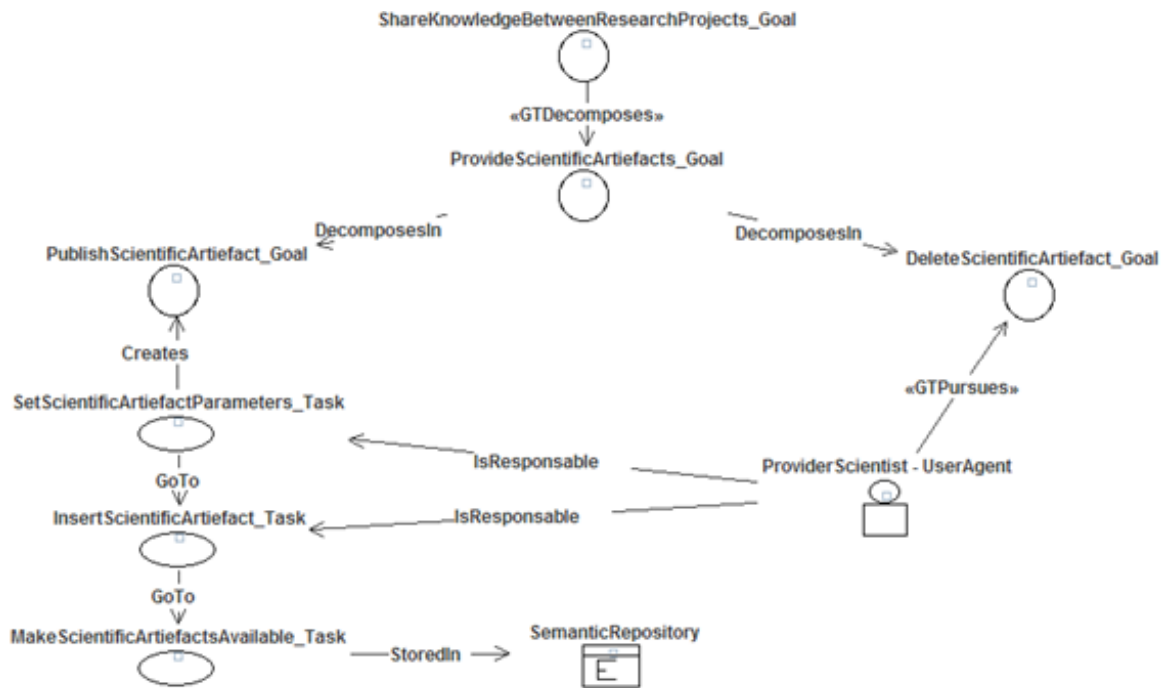 ShareKnowledgeBetweenResearchProjects_Goal
«GTDecomposes»
ProvideScientificArtiefacts_Goal
DecomposesIn
DecomposesIn
PublishScientificArtiefact_Goal
DeleteScientificArtiefact_Goal
Creates
«GTPursues»
SetScientificArtiefactParameters_Task
IsResponsable
ProviderScientist - UserAgent
GoTo
InsertScientificArtiefact_Task
IsResponsable
GoTo
MakeScientificArtiefactsAvailable_Task
StoredIn
SemanticRepository
E